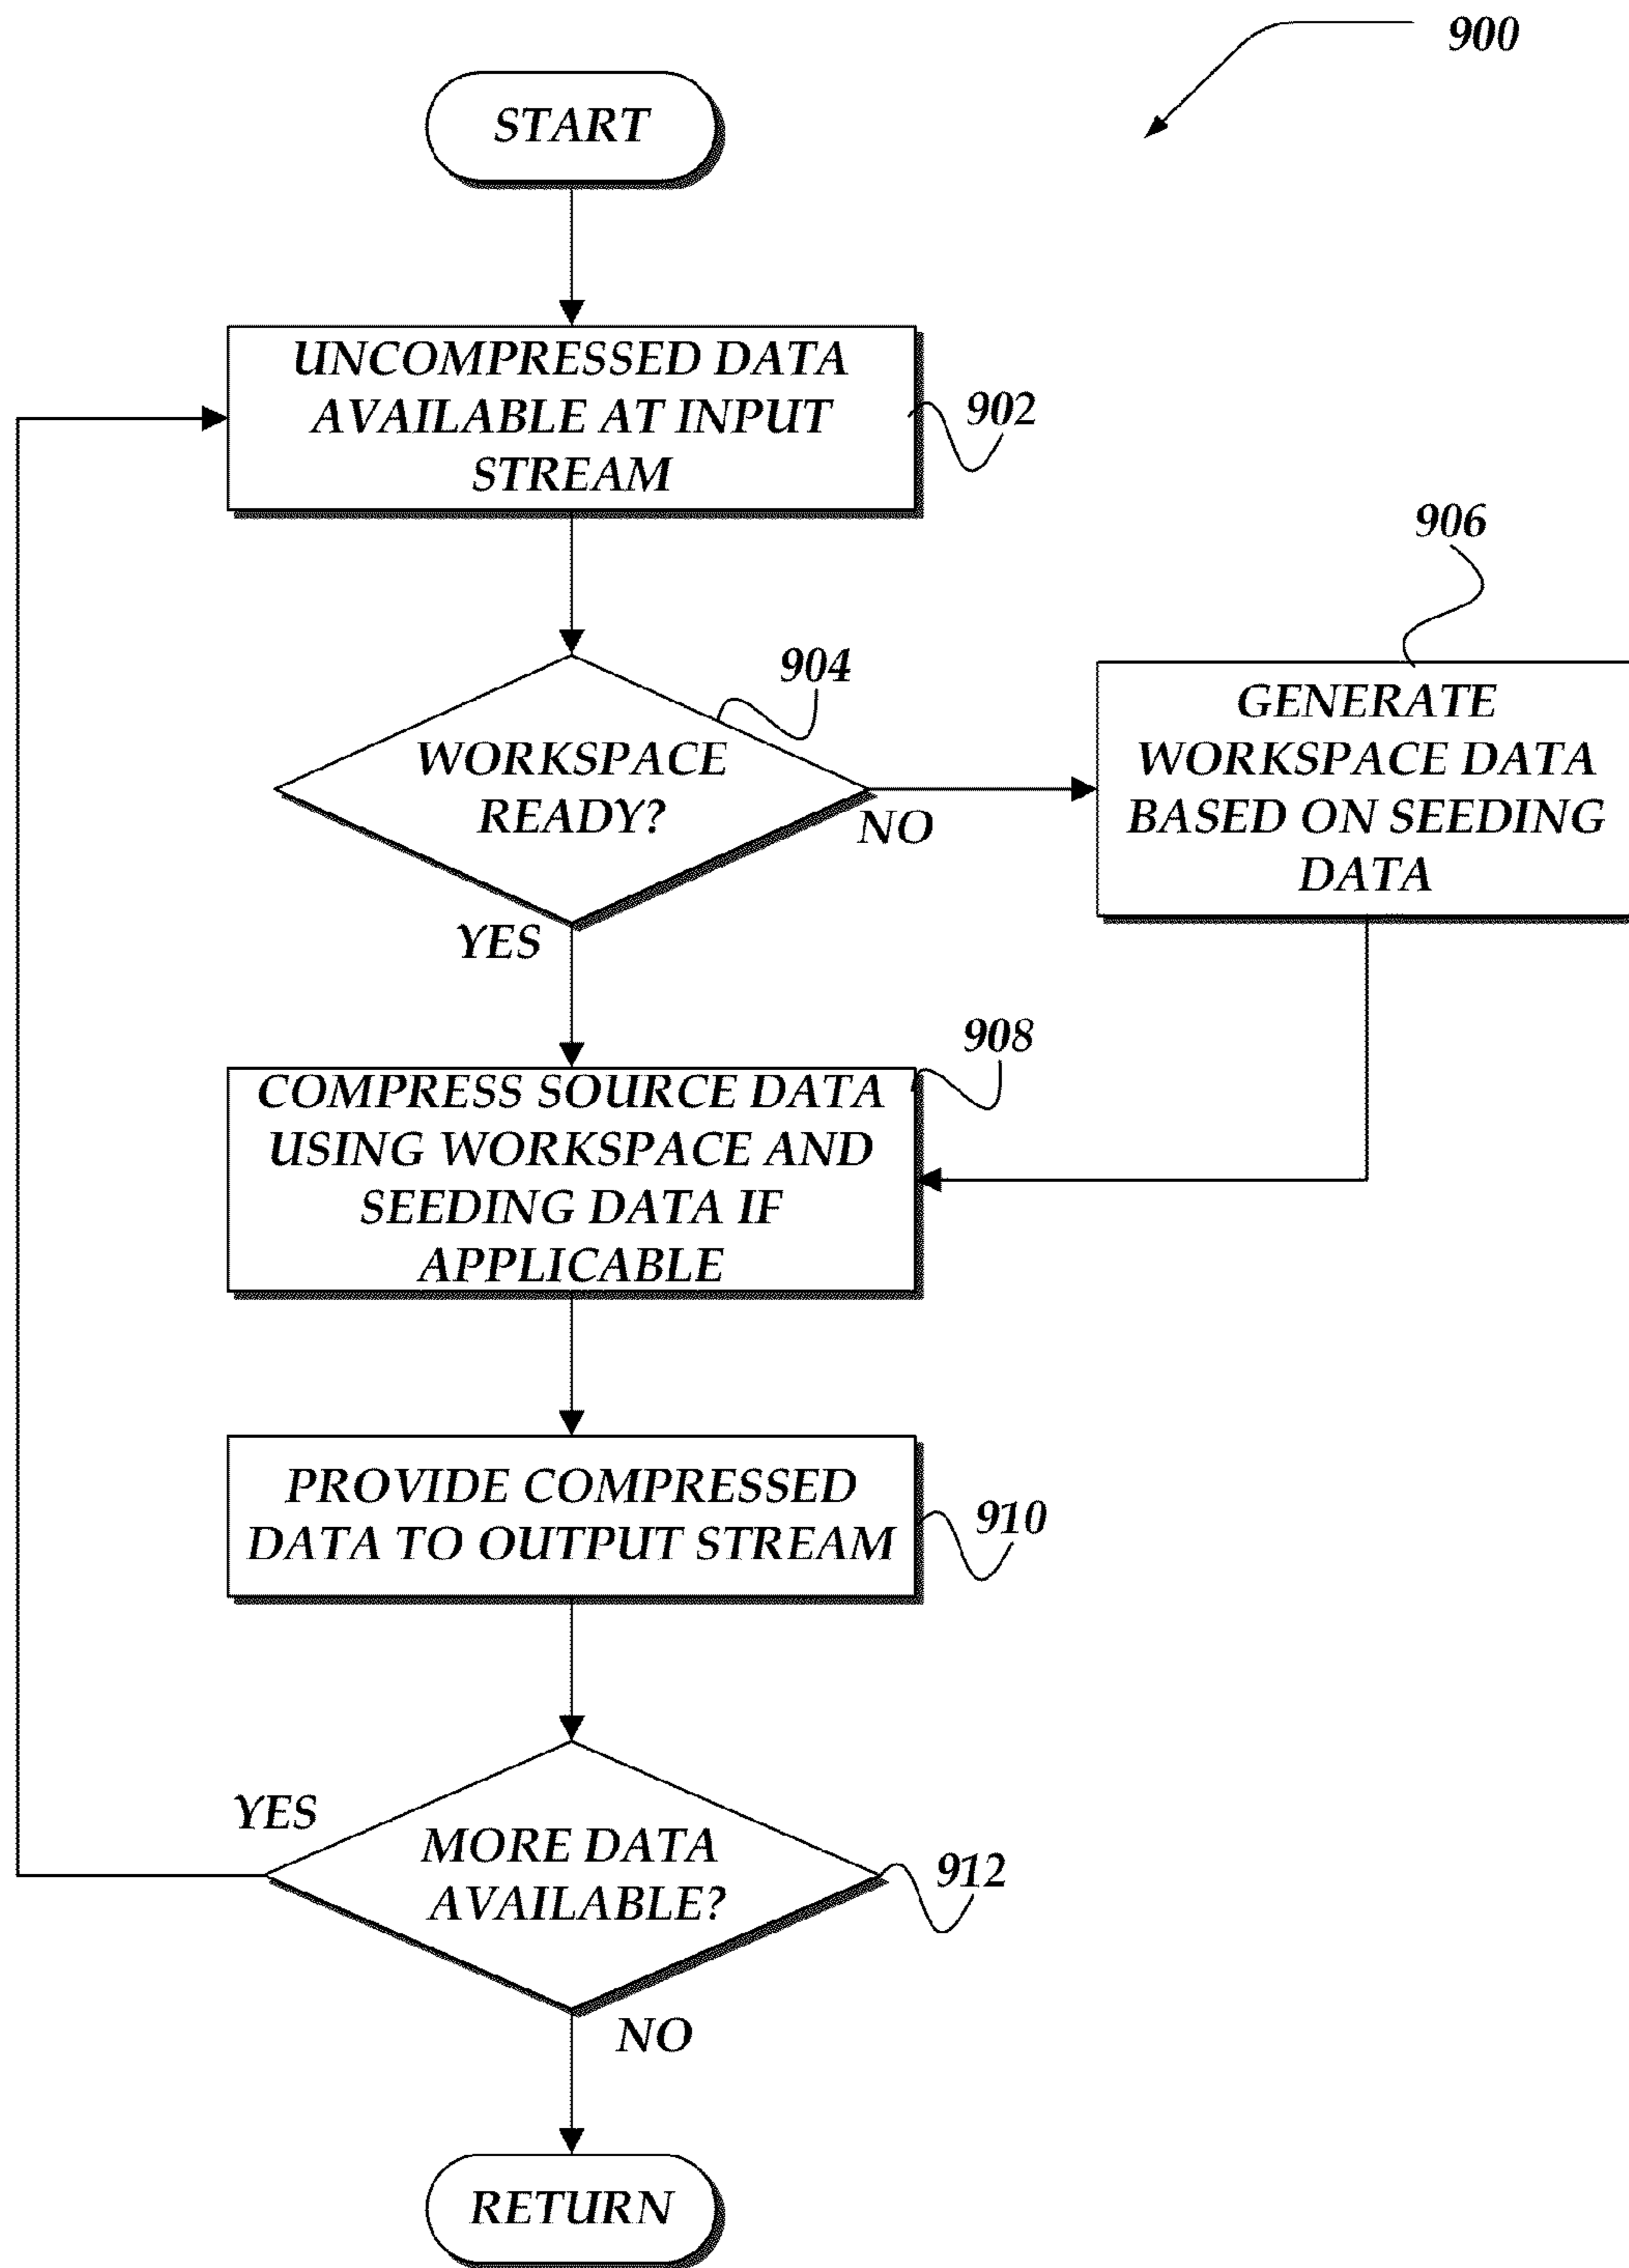 900
START
UNCOMPRESSED DATA
AVAILABLE AT INPUT
STREAM
902
906
904
WORKSPACE
READY?
NO
YES
GENERATE
WORKSPACE DATA
BASED ON SEEDING
DATA
908
COMPRESS SOURCE DATA
USING WORKSPACE AND
SEEDING DATA IF
APPLICABLE
PROVIDE COMPRESSED
DATA TO OUTPUT STREAM
910
YES
MORE DATA
AVAILABLE?
912
NO
RETURN